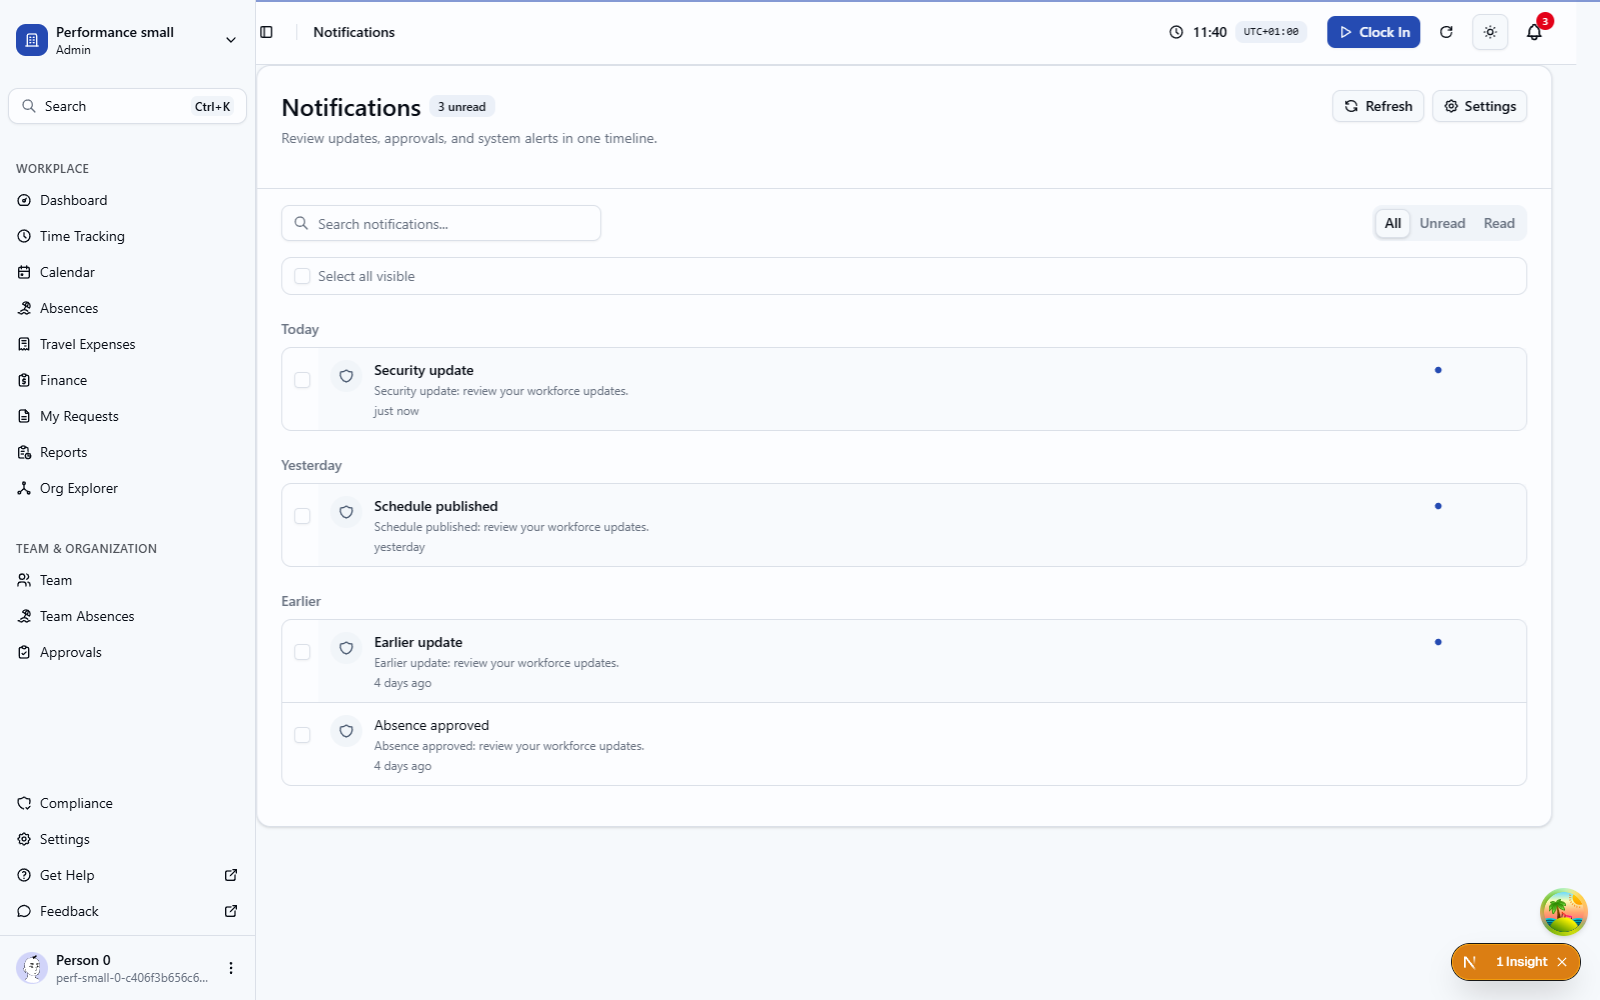 Performance small
Admin
Search
Ctrl+K
WORKPLACE
Dashboard
Time Tracking
Calendar
Absences
Travel Expenses
Finance
My Requests
Reports
Org Explorer
TEAM & ORGANIZATION
Team
Team Absences
Approvals
Compliance
Settings
Get Help
Feedback
Person 0
perf-small-0-c406f3b656c6...
Notifications
11:40
UTC+01:00
Clock In
3
Notifications
3 unread
Review updates, approvals, and system alerts in one timeline.
Refresh
Settings
Search notifications...
All
Unread
Read
Select all visible
Today
Security update
Security update: review your workforce updates.
just now
Yesterday
Schedule published
Schedule published: review your workforce updates.
yesterday
Earlier
Earlier update
Earlier update: review your workforce updates.
4 days ago
Absence approved
Absence approved: review your workforce updates.
4 days ago
N
1 Insight